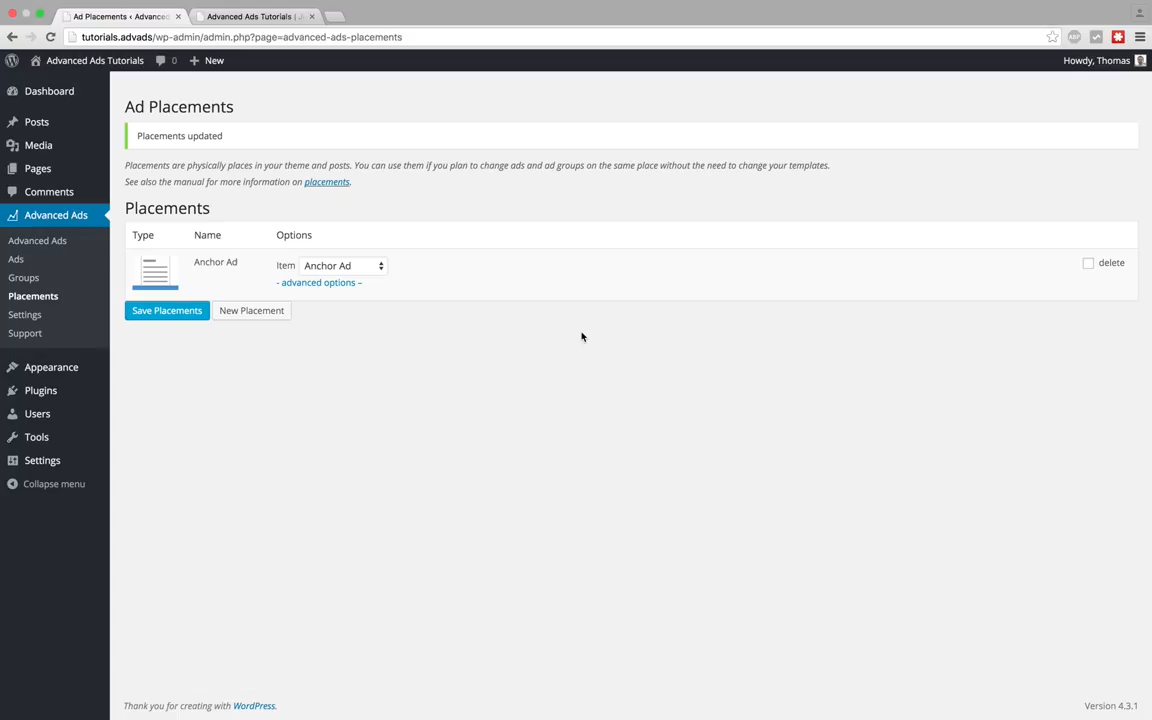 Ad Placements ‹ Advanced
Advanced Ads Tutorials | J
tutorials.advads/wp-admin/admin.php?page=advanced-ads-placements
ABP
Advanced Ads Tutorials
0
New
Howdy, Thomas
Dashboard
Posts
Media
Pages
Comments
Advanced Ads
Advanced Ads
Ads
Groups
Placements
Settings
Support
Appearance
Plugins
Users
Tools
Settings
Collapse menu
Ad Placements
Placements updated
Placements are physically places in your theme and posts. You can use them if you plan to change ads and ad groups on the same place without the need to change your templates.
See also the manual for more information on placements.
Placements
Type Name Options
Anchor Ad Item Anchor Ad delete
- advanced options –
Save Placements New Placement
Thank you for creating with WordPress. Version 4.3.1